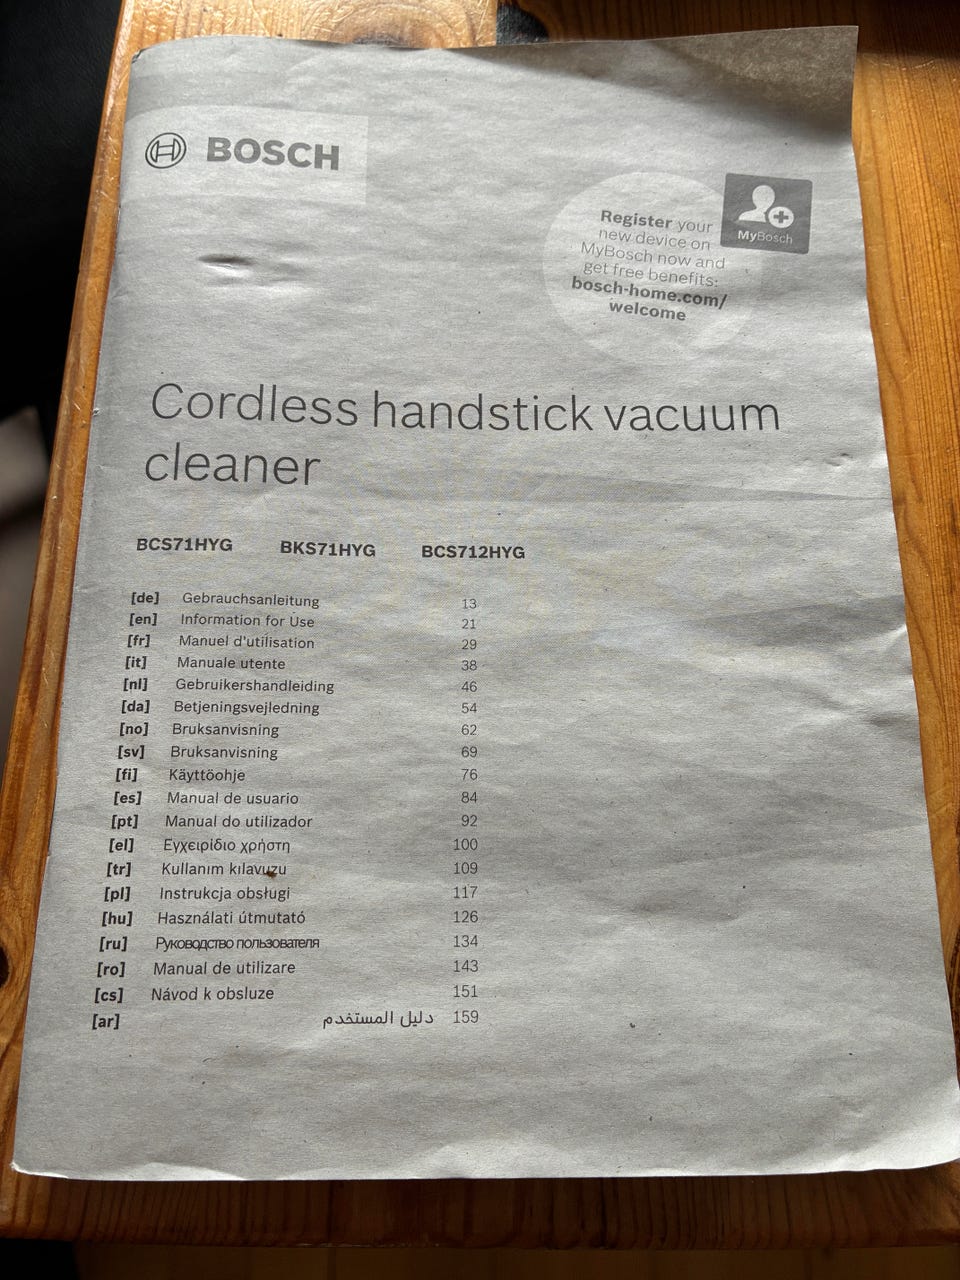 BOSCH
Register your
new device on
MyBosch now and
get free benefits:
bosch-home.com/
welcome
MyBosch
Cordless handstick vacuum
cleaner
BCS71HYG BKS71HYG BCS712HYG
[de] Gebrauchsanleitung 13
[en] Information for Use 21
[fr] Manuel d'utilisation 29
[it] Manuale utente 38
[nl] Gebruikershandleiding 46
[da] Betjeningsvejledning 54
[no] Bruksanvisning 62
[sv] Bruksanvisning 69
[fi] Käyttöohje 76
[es] Manual de usuario 84
[pt] Manual do utilizador 92
[el] Εγχειρίδιο χρήστη 100
[tr] Kullanım kılavuzu 109
[pl] Instrukcja obsługi 117
[hu] Használati útmutató 126
[ru] Руководство пользователя 134
[ro] Manual de utilizare 143
[cs] Návod k obsluze 151
[ar] دليل المستخدم 159